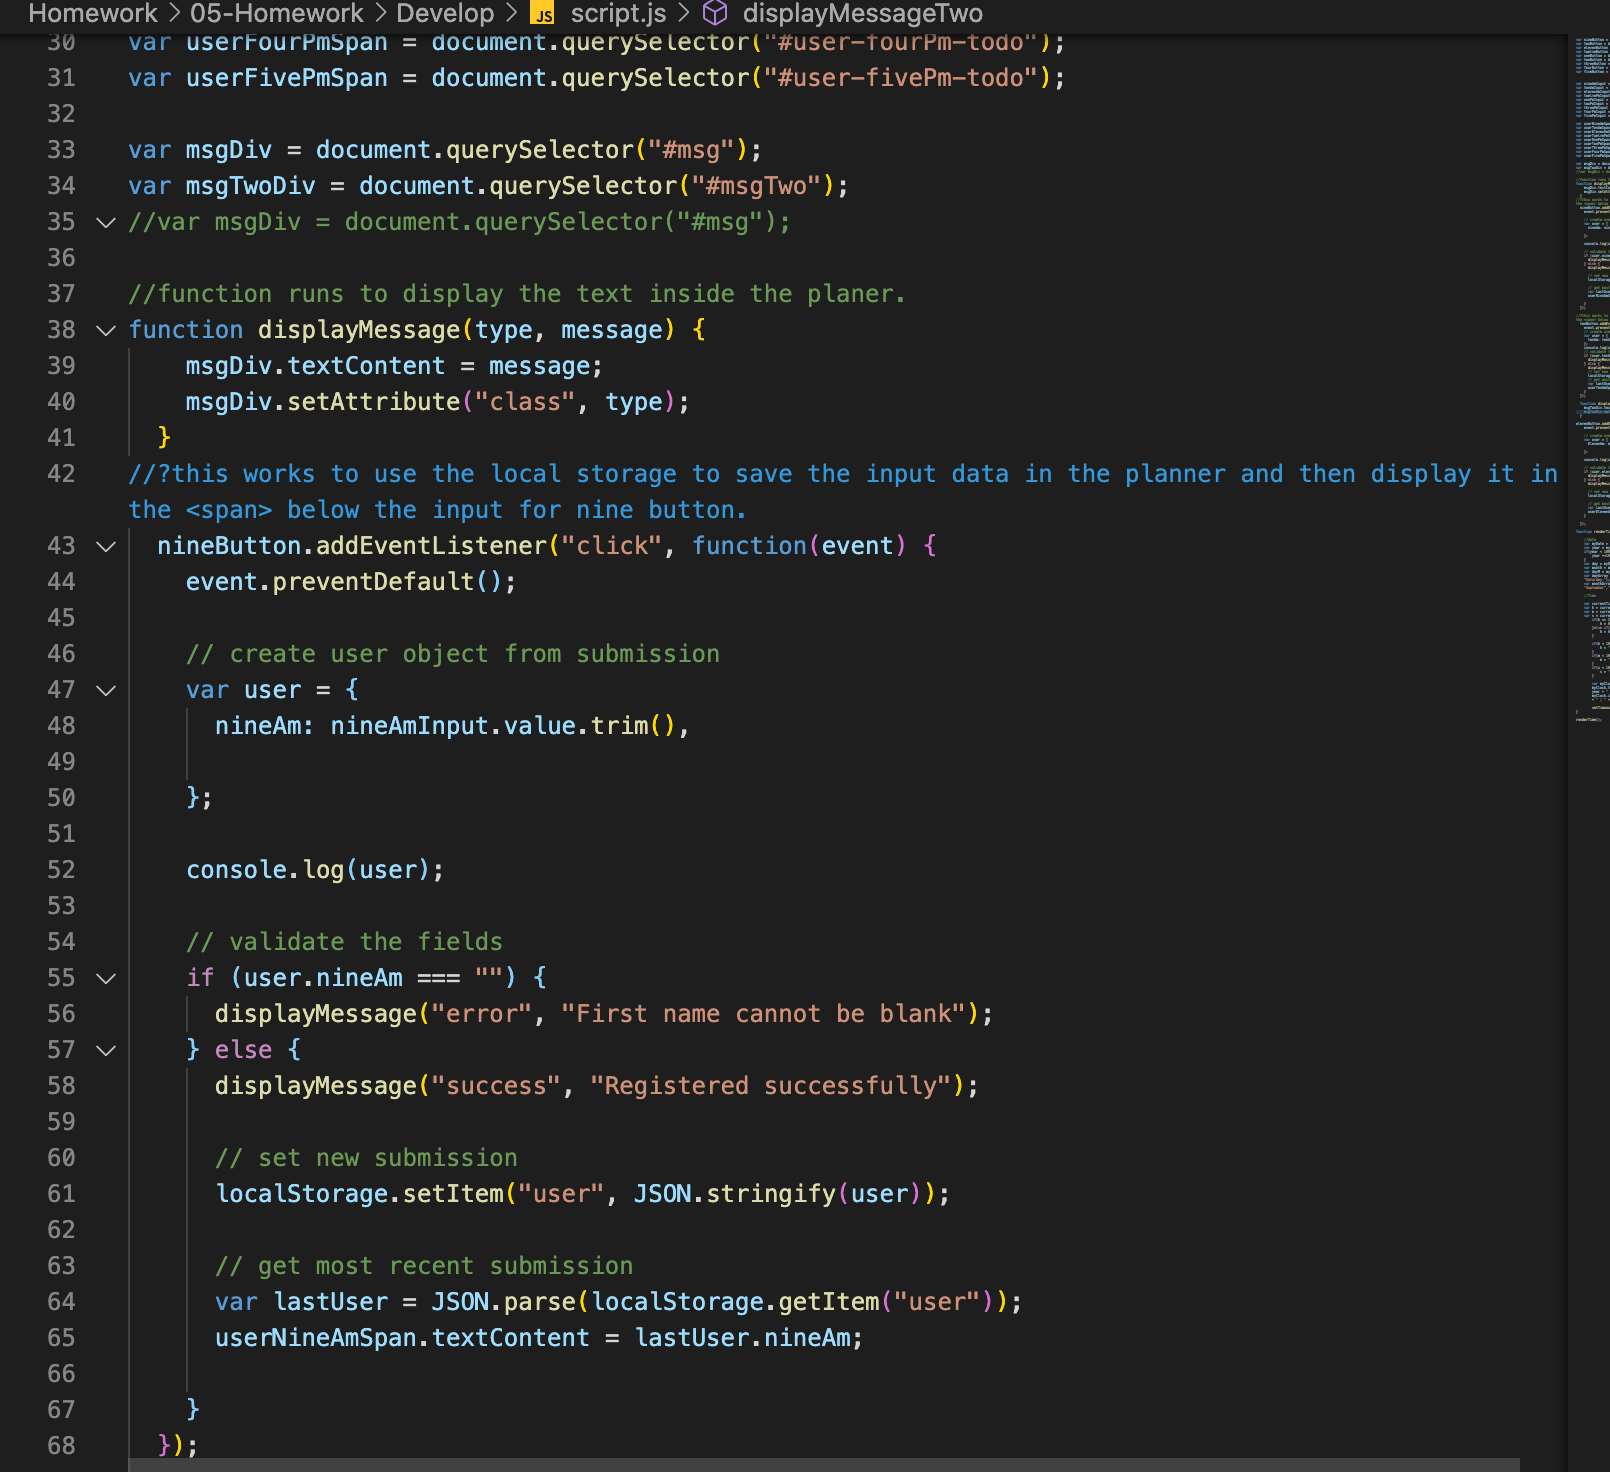 Homework > 05-Homework > Develop > JS script.js > displayMessageTwo
30 var userFourPmSpan = document.querySelector("#user-fourPm-todo");
31 var userFivePmSpan = document.querySelector("#user-fivePm-todo");
32
33 var msgDiv = document.querySelector("#msg");
34 var msgTwoDiv = document.querySelector("#msgTwo");
35 //var msgDiv = document.querySelector("#msg");
36
37 //function runs to display the text inside the planer.
38 function displayMessage(type, message) {
39 msgDiv.textContent = message;
40 msgDiv.setAttribute("class", type);
41 }
42 //?this works to use the local storage to save the input data in the planner and then display it in
the <span> below the input for nine button.
43 nineButton.addEventListener("click", function(event) {
44 event.preventDefault();
45
46 // create user object from submission
47 var user = {
48 nineAm: nineAmInput.value.trim(),
49
50 };
51
52 console.log(user);
53
54 // validate the fields
55 if (user.nineAm === "") {
56 displayMessage("error", "First name cannot be blank");
57 } else {
58 displayMessage("success", "Registered successfully");
59
60 // set new submission
61 localStorage.setItem("user", JSON.stringify(user));
62
63 // get most recent submission
64 var lastUser = JSON.parse(localStorage.getItem("user"));
65 userNineAmSpan.textContent = lastUser.nineAm;
66
67 }
68 });